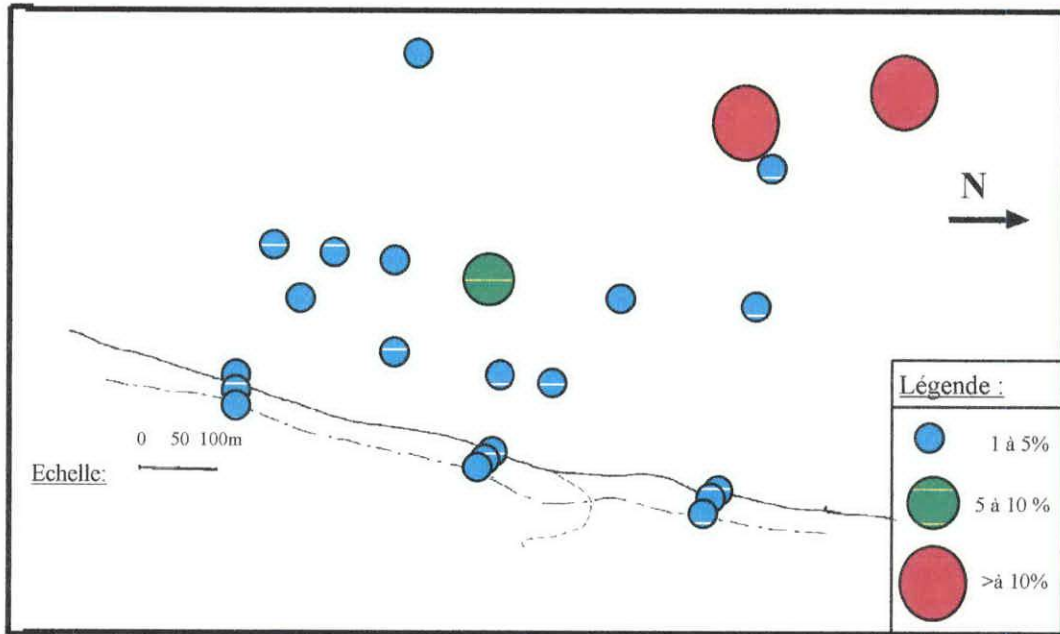 N
0 50 100m
Echelle:
Légende :
1 à 5%
5 à 10 %
>à 10%